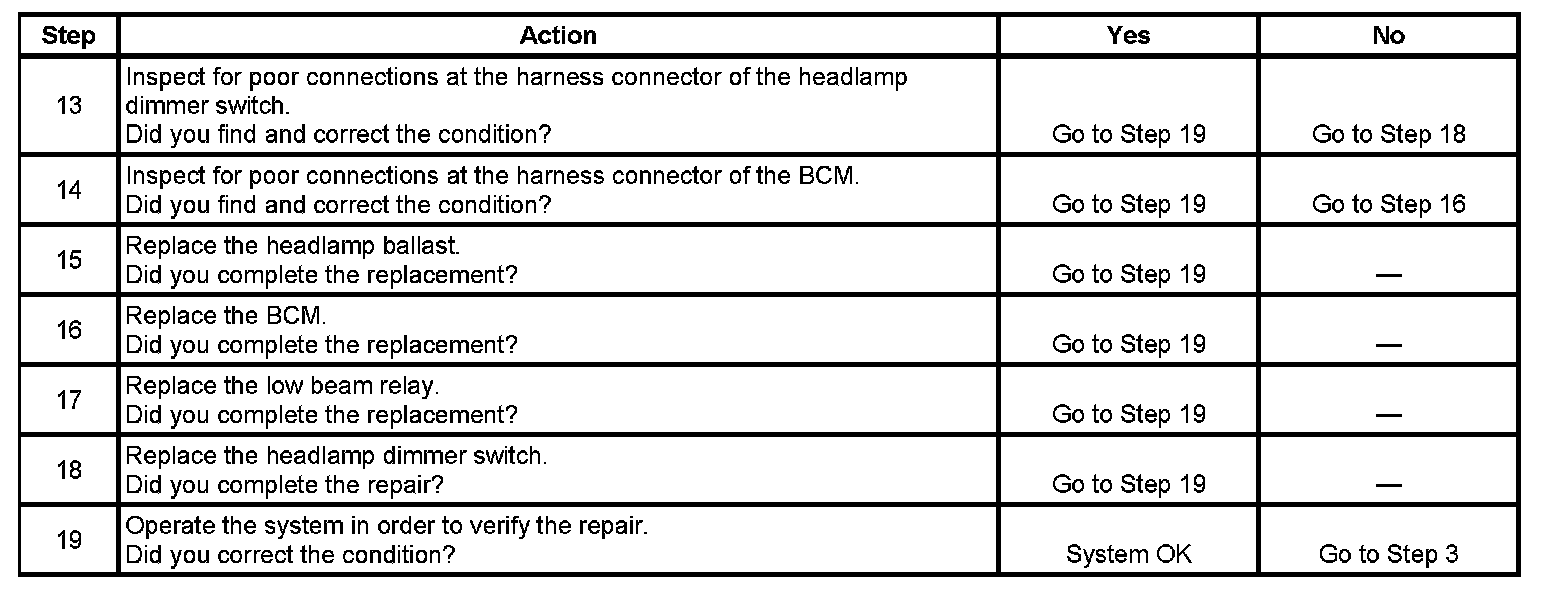 Step Action Yes No
Inspect for poor connections at the harness connector of the headlamp
dimmer switch.
13 Did you find and correct the condition? Go to Step 19 Go to Step 18
Inspect for poor connections at the harness connector of the BCM.
14 Did you find and correct the condition? Go to Step 19 Go to Step 16
Replace the headlamp ballast.
15 Did you complete the replacement? Go to Step 19 —
Replace the BCM.
16 Did you complete the replacement? Go to Step 19 —
Replace the low beam relay.
17 Did you complete the replacement? Go to Step 19 —
Replace the headlamp dimmer switch.
18 Did you complete the repair? Go to Step 19 —
Operate the system in order to verify the repair.
19 Did you correct the condition? System OK Go to Step 3